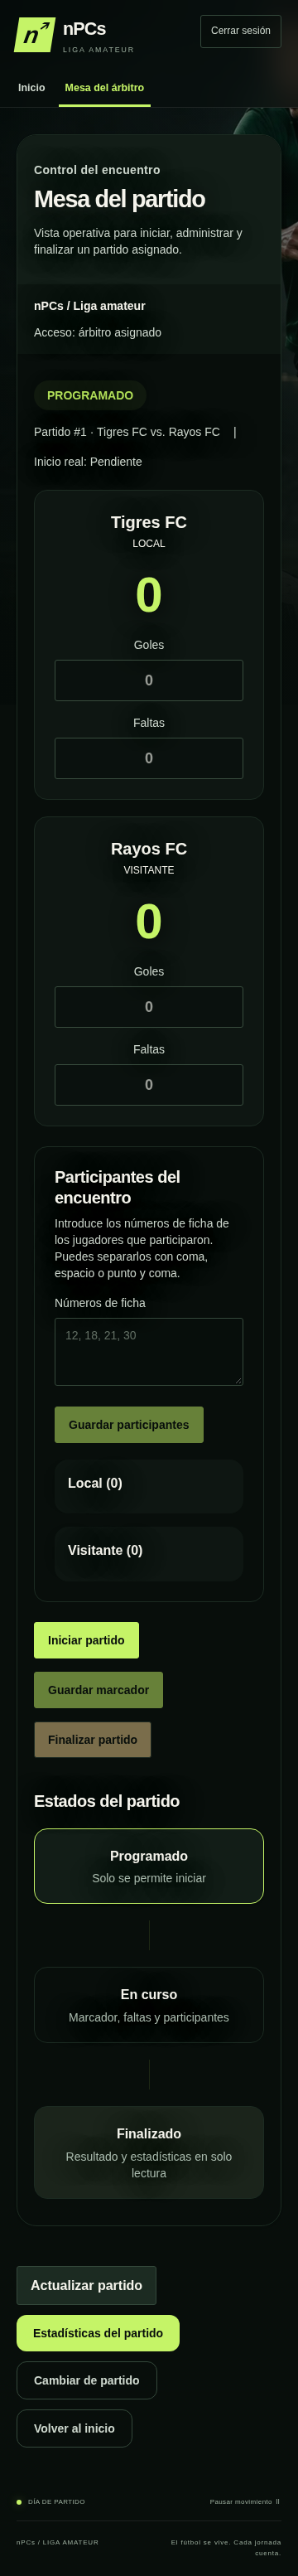 n
nPCs
LIGA AMATEUR
Cerrar sesión
Inicio
Mesa del árbitro
Control del encuentro
Mesa del partido
Vista operativa para iniciar, administrar y
finalizar un partido asignado.
nPCs / Liga amateur
Acceso: árbitro asignado
PROGRAMADO
Partido #1 · Tigres FC vs. Rayos FC |
Inicio real: Pendiente
Tigres FC
LOCAL
0
Goles
0
Faltas
0
Rayos FC
VISITANTE
0
Goles
0
Faltas
0
Participantes del
encuentro
Introduce los números de ficha de
los jugadores que participaron.
Puedes separarlos con coma,
espacio o punto y coma.
Números de ficha
12, 18, 21, 30
Guardar participantes
Local (0)
Visitante (0)
Iniciar partido
Guardar marcador
Finalizar partido
Estados del partido
Programado
Solo se permite iniciar
En curso
Marcador, faltas y participantes
Finalizado
Resultado y estadísticas en solo
lectura
Actualizar partido
Estadísticas del partido
Cambiar de partido
Volver al inicio
DÍA DE PARTIDO
Pausar movimiento
nPCs / LIGA AMATEUR
El fútbol se vive. Cada jornada
cuenta.